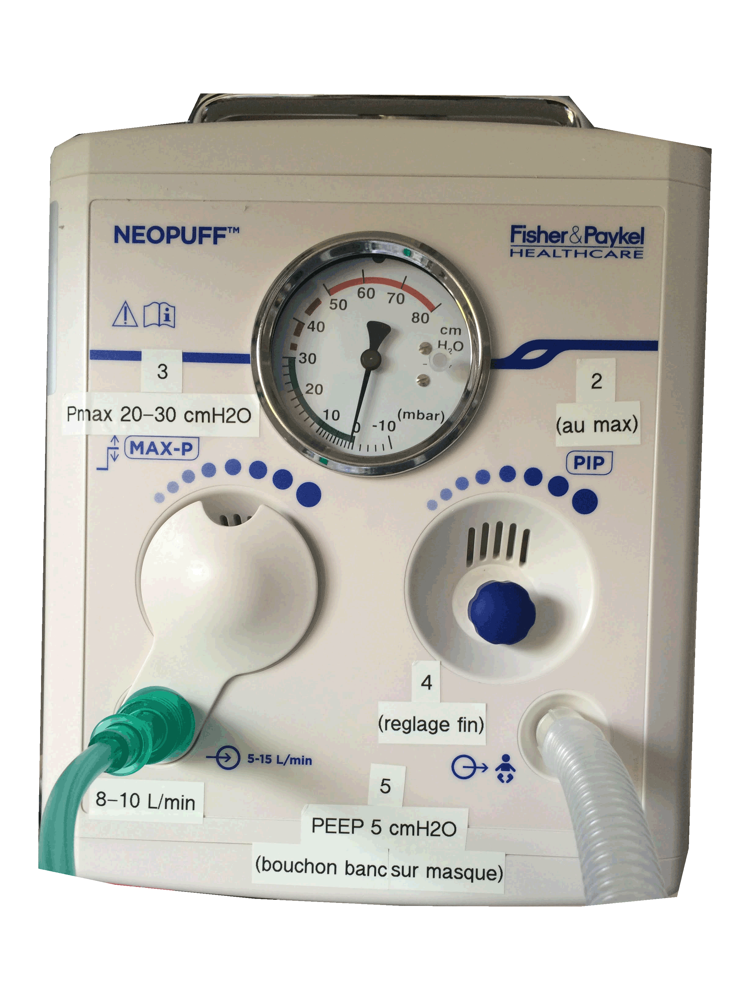 NEOPUFF™
Fisher&Paykel
HEALTHCARE
60
50
70
80
40
cm
H₂O
30
20
10
0
-10
(mbar)
3
Pmax 20–30 cmH2O
MAX-P
2
(au max)
PIP
4
(reglage fin)
5-15 L/min
8–10 L/min
5
PEEP 5 cmH2O
(bouchon banc sur masque)